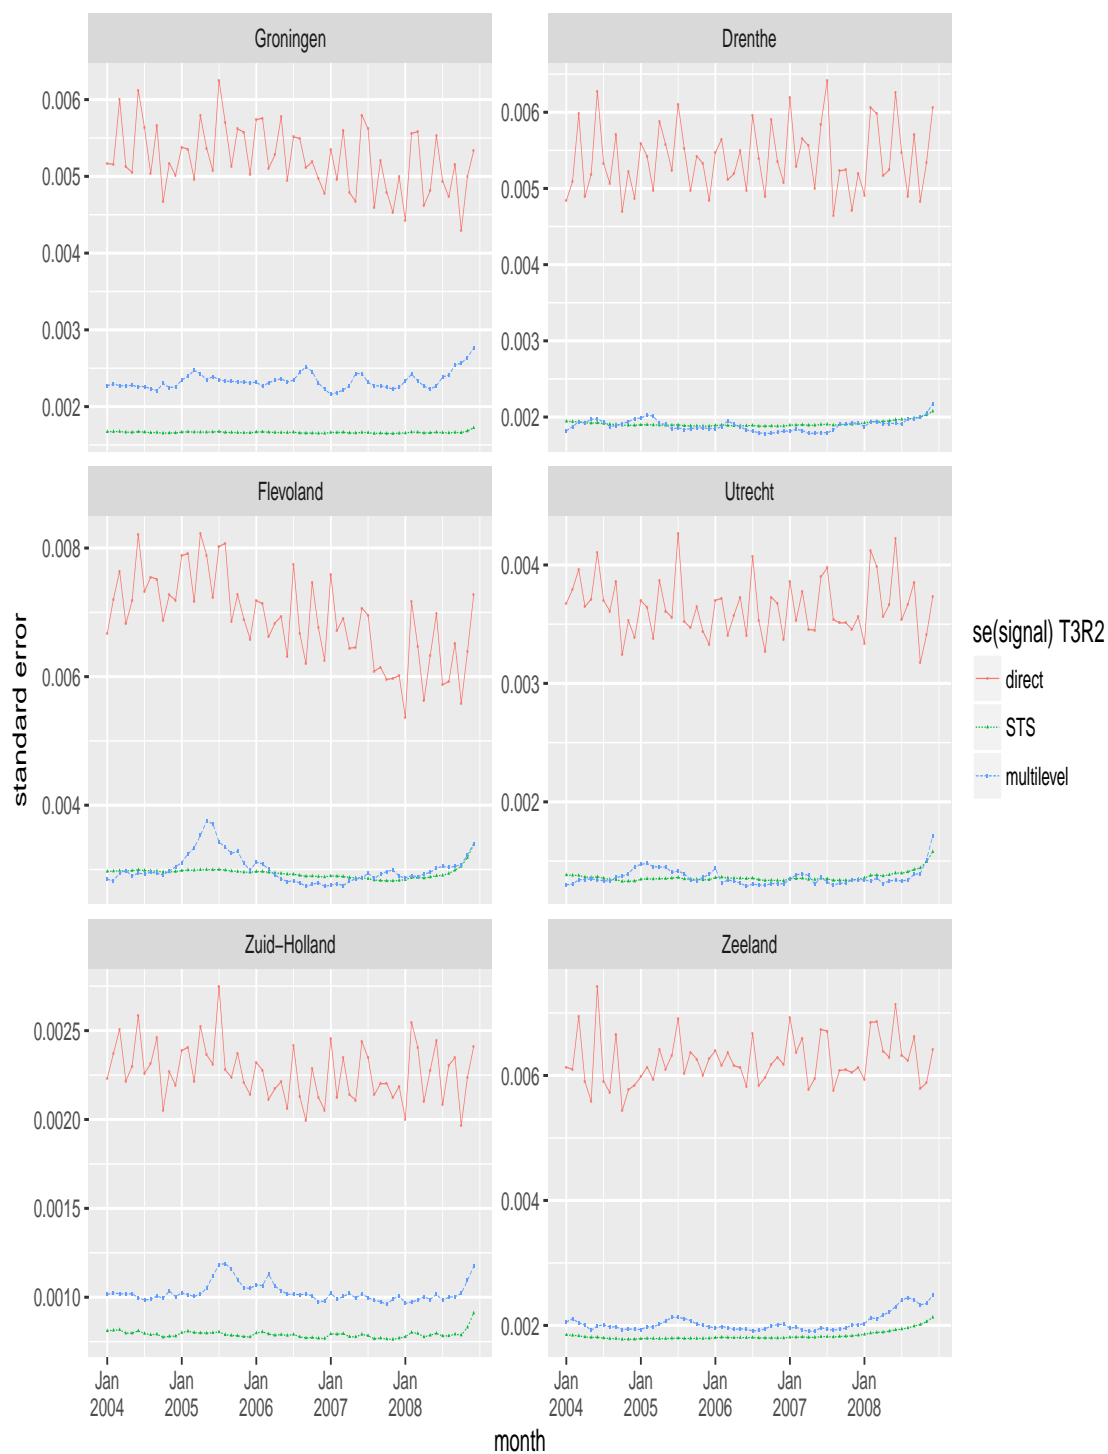 Groningen
Drenthe
0.006
0.005
0.004
0.003
0.002
0.006
0.005
0.004
0.003
0.002
Flevoland
Utrecht
0.008
0.006
0.004
0.004
0.003
0.002
standard error
se(signal) T3R2
direct
STS
multilevel
Zuid−Holland
Zeeland
0.0025
0.0020
0.0015
0.0010
0.006
0.004
0.002
Jan
2004
Jan
2005
Jan
2006
Jan
2007
Jan
2008
Jan
2004
Jan
2005
Jan
2006
Jan
2007
Jan
2008
month